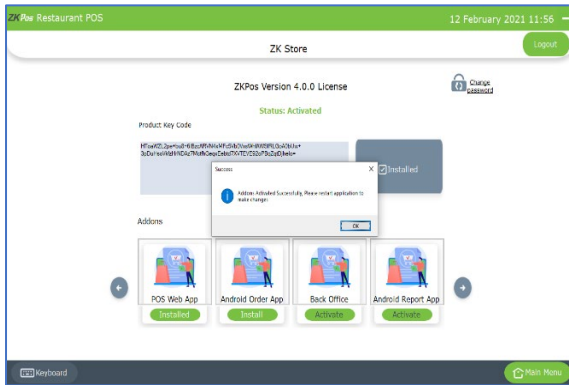 ZKPos Restaurant POS
12 February 2021 11:56
ZK Store
Logout
ZKPos Version 4.0.0 License
Change password
Status: Activated
Product Key Code
Installed
Success
X
Addons Activated Successfully, Please restart application to
make changes
OK
Addons
POS Web App
Android Order App
Back Office
Android Report App
Installed
Install
Activate
Activate
Keyboard
Main Menu